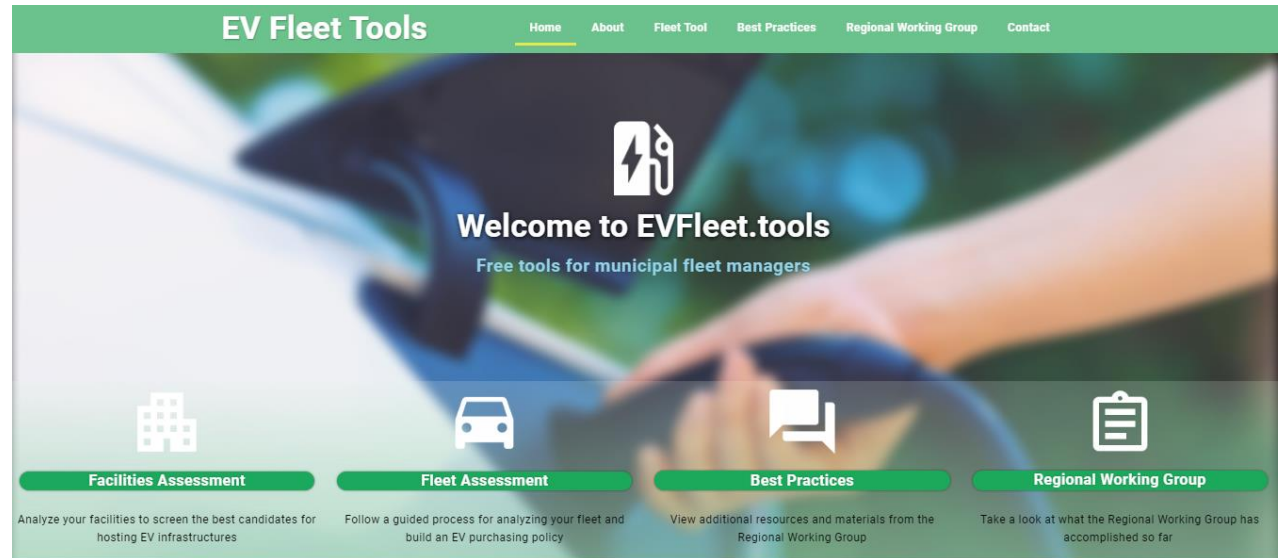 EV Fleet Tools
Home About Fleet Tool Best Practices Regional Working Group Contact
Welcome to EVFleet.tools
Free tools for municipal fleet managers
Facilities Assessment
Analyze your facilities to screen the best candidates for
hosting EV infrastructures
Fleet Assessment
Follow a guided process for analyzing your fleet and
build an EV purchasing policy
Best Practices
View additional resources and materials from the
Regional Working Group
Regional Working Group
Take a look at what the Regional Working Group has
accomplished so far